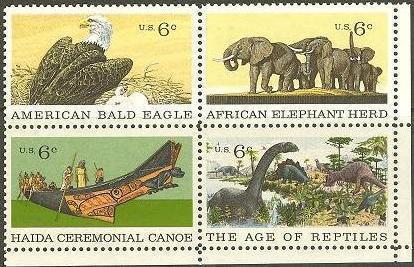 U.S. 6c
AMERICAN BALD EAGLE
U.S. 6c
AFRICAN ELEPHANT HERD
U.S. 6c
HAIDA CEREMONIAL CANOE
U.S. 6c
THE AGE OF REPTILES